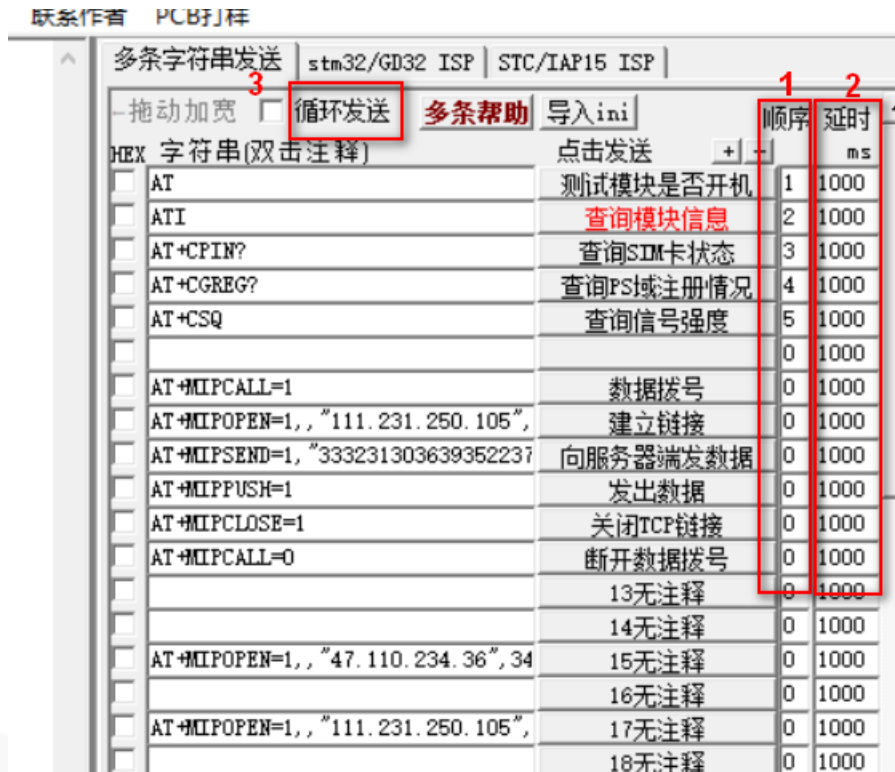 联系作者 PCB打样
多条字符串发送 stm32/GD32 ISP STC/IAP15 ISP
3 1 2
←拖动加宽 循环发送 多条帮助 导入ini 顺序 延时
HEX 字符串(双击注释) 点击发送 + - ms
AT 测试模块是否开机 1 1000
ATI 查询模块信息 2 1000
AT+CPIN? 查询SIM卡状态 3 1000
AT+CGREG? 查询PS域注册情况 4 1000
AT+CSQ 查询信号强度 5 1000
0 1000
AT+MIPCALL=1 数据拨号 0 1000
AT+MIPOPEN=1,,"111.231.250.105", 建立链接 0 1000
AT+MIPSEND=1,"333231303639352237 向服务器端发数据 0 1000
AT+MIPPUSH=1 发出数据 0 1000
AT+MIPCLOSE=1 关闭TCP链接 0 1000
AT+MIPCALL=0 断开数据拨号 0 1000
13无注释 0 1000
14无注释 0 1000
AT+MIPOPEN=1,,"47.110.234.36",34 15无注释 0 1000
16无注释 0 1000
AT+MIPOPEN=1,,"111.231.250.105", 17无注释 0 1000
18无注释 0 1000